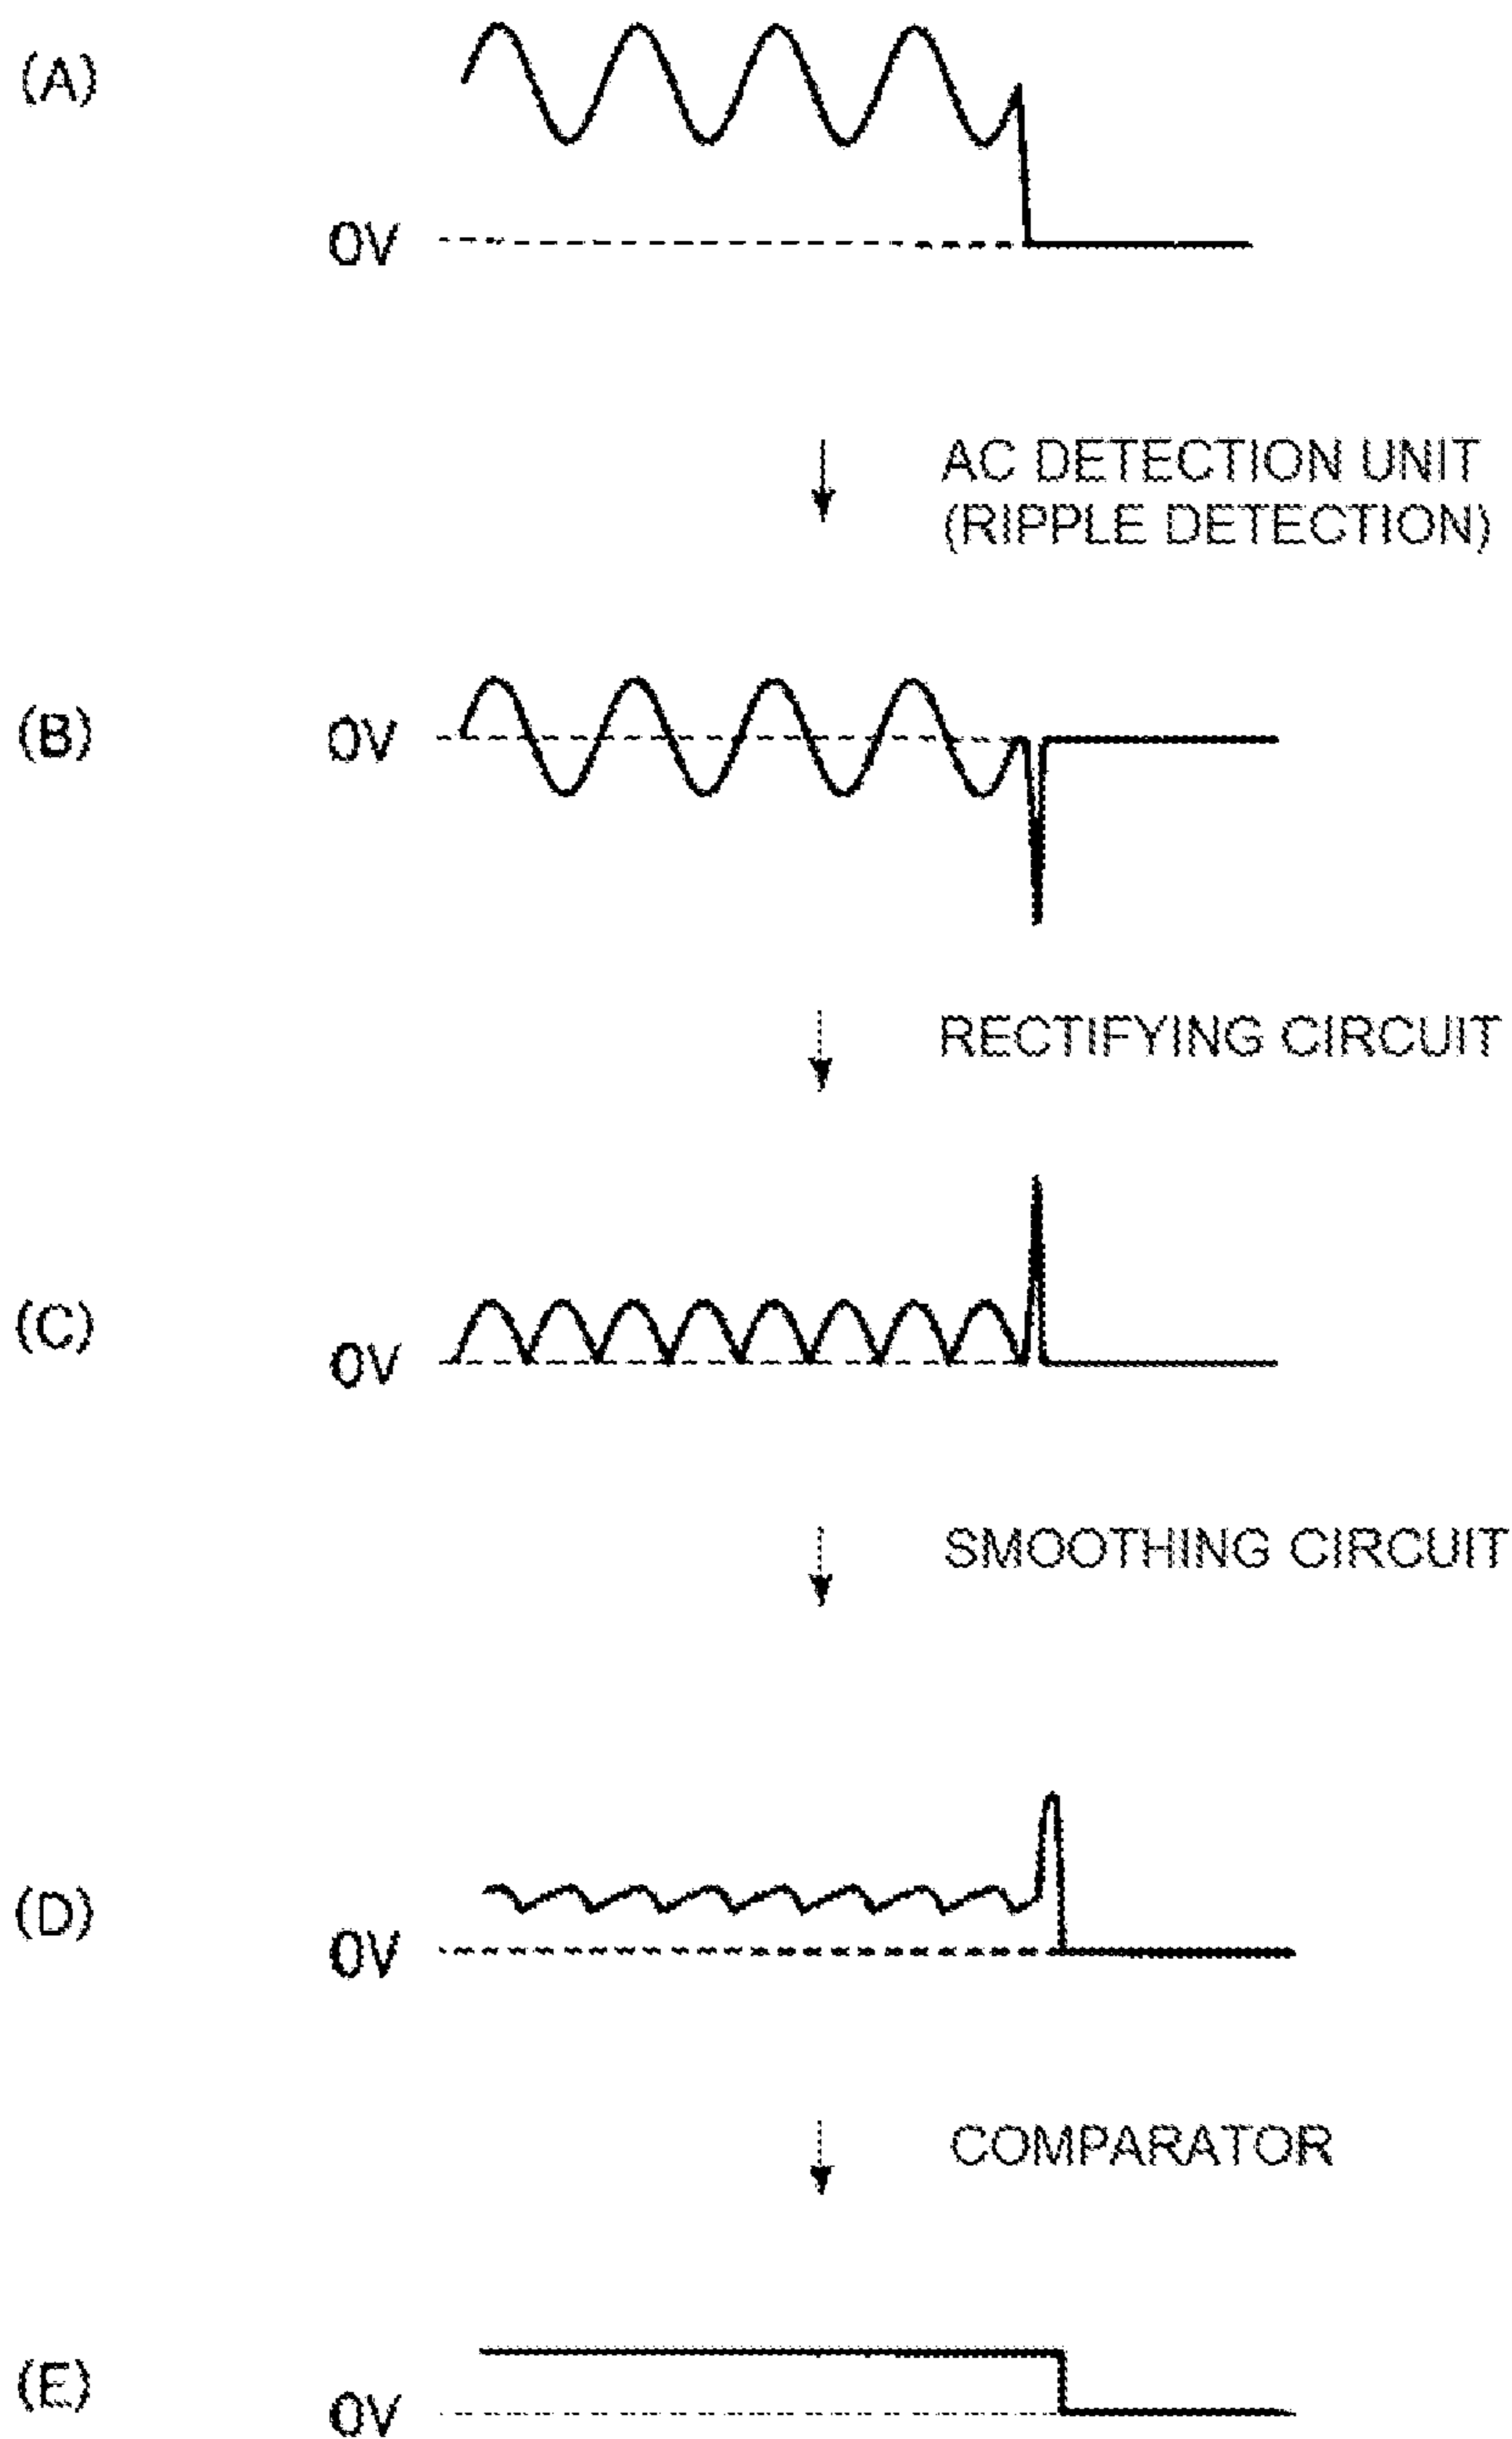 (A)
0V
AC DETECTION UNIT
(RIPPLE DETECTION)
(B)
0V
RECTIFYING CIRCUIT
(C)
0V
SMOOTHING CIRCUIT
(D)
0V
COMPARATOR
(E)
0V